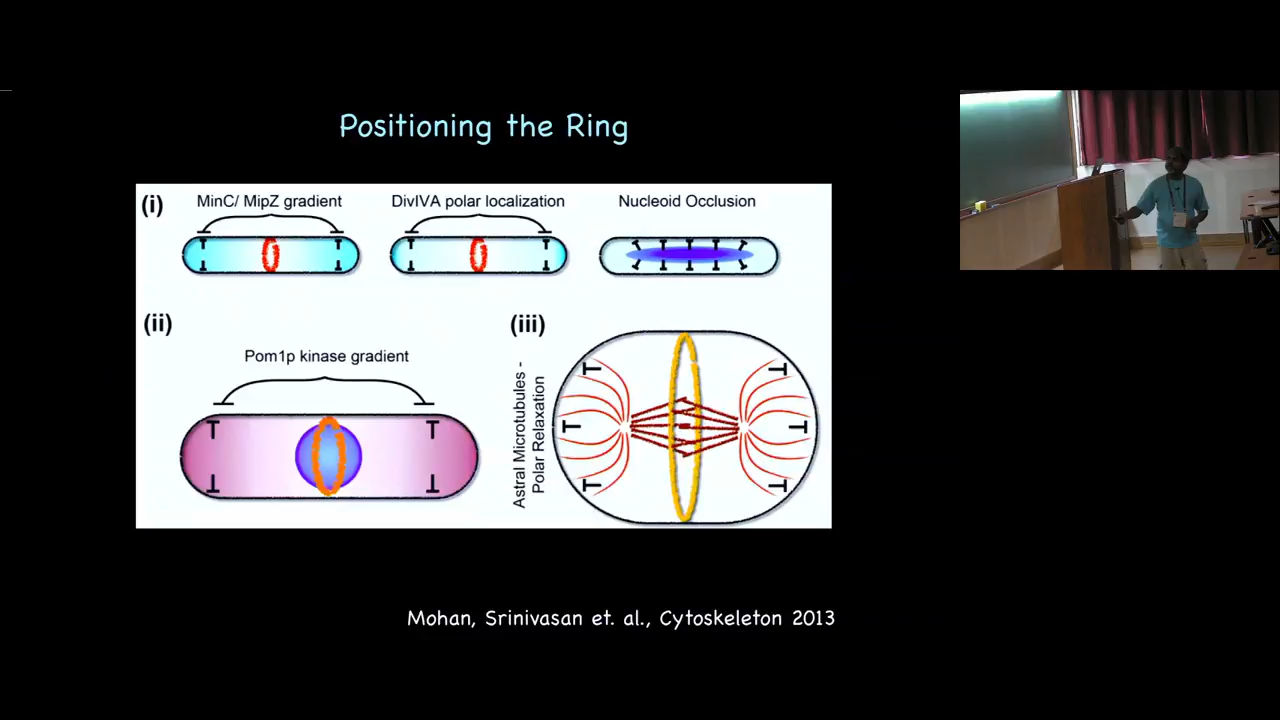 Positioning the Ring
(i)
MinC/ MipZ gradient
DivIVA polar localization
Nucleoid Occlusion
(ii)
Pom1p kinase gradient
(iii)
Astral Microtubules -
Polar Relaxation
Mohan, Srinivasan et. al., Cytoskeleton 2013